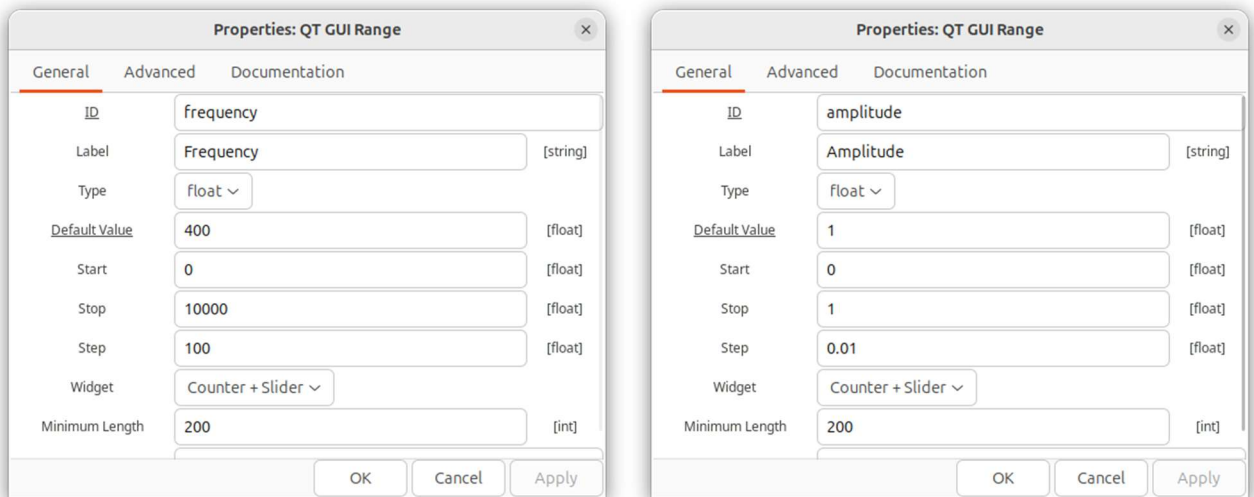 Properties: QT GUI Range
General Advanced Documentation
ID frequency
Label Frequency [string]
Type float
Default Value 400 [float]
Start 0 [float]
Stop 10000 [float]
Step 100 [float]
Widget Counter + Slider
Minimum Length 200 [int]
OK Cancel Apply
Properties: QT GUI Range
General Advanced Documentation
ID amplitude
Label Amplitude [string]
Type float
Default Value 1 [float]
Start 0 [float]
Stop 1 [float]
Step 0.01 [float]
Widget Counter + Slider
Minimum Length 200 [int]
OK Cancel Apply